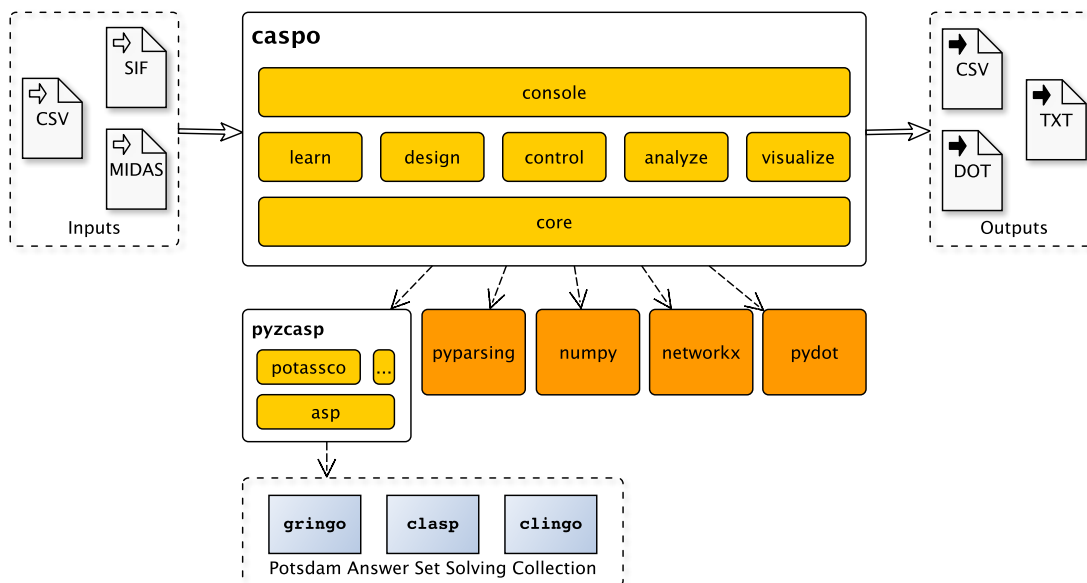 SIF
CSV
MIDAS
Inputs
caspo
console
learn
design
control
analyze
visualize
core
CSV
TXT
DOT
Outputs
pyzcasp
potassco
...
asp
pyparsing
numpy
networkx
pydot
gringo
clasp
clingo
Potsdam Answer Set Solving Collection